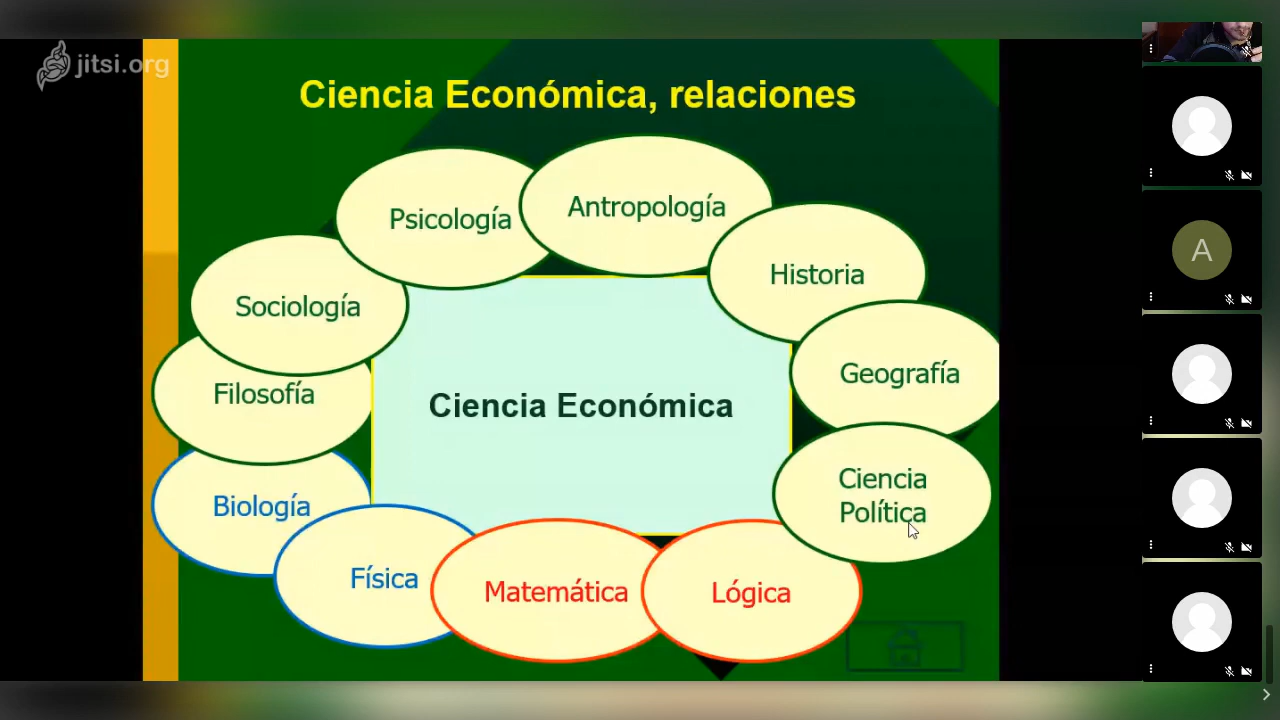 jitsi.org
Ciencia Económica, relaciones
Psicología
Antropología
Historia
Sociología
Geografía
Filosofía
Ciencia Económica
Ciencia
Política
Biología
Física
Matemática
Lógica
A